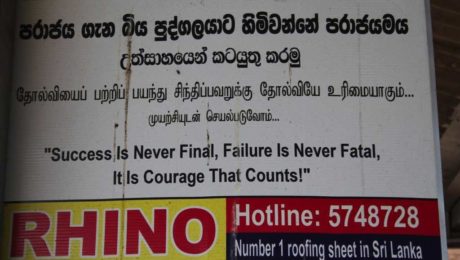 පරාජය ගැන බිය පුද්ගලයාට හිමිවන්නේ පරාජයමය
උත්සාහයෙන් කටයුතු කරමු
தோல்வியைப் பற்றிப் பயந்து சிந்திப்பவறுக்கு தோல்வியே உரிமையாகும்...
முயற்சியுடன் செயல்படுவோம்...
"Success Is Never Final, Failure Is Never Fatal,
It Is Courage That Counts!"
RHINO
Hotline: 5748728
Number 1 roofing sheet in Sri Lanka